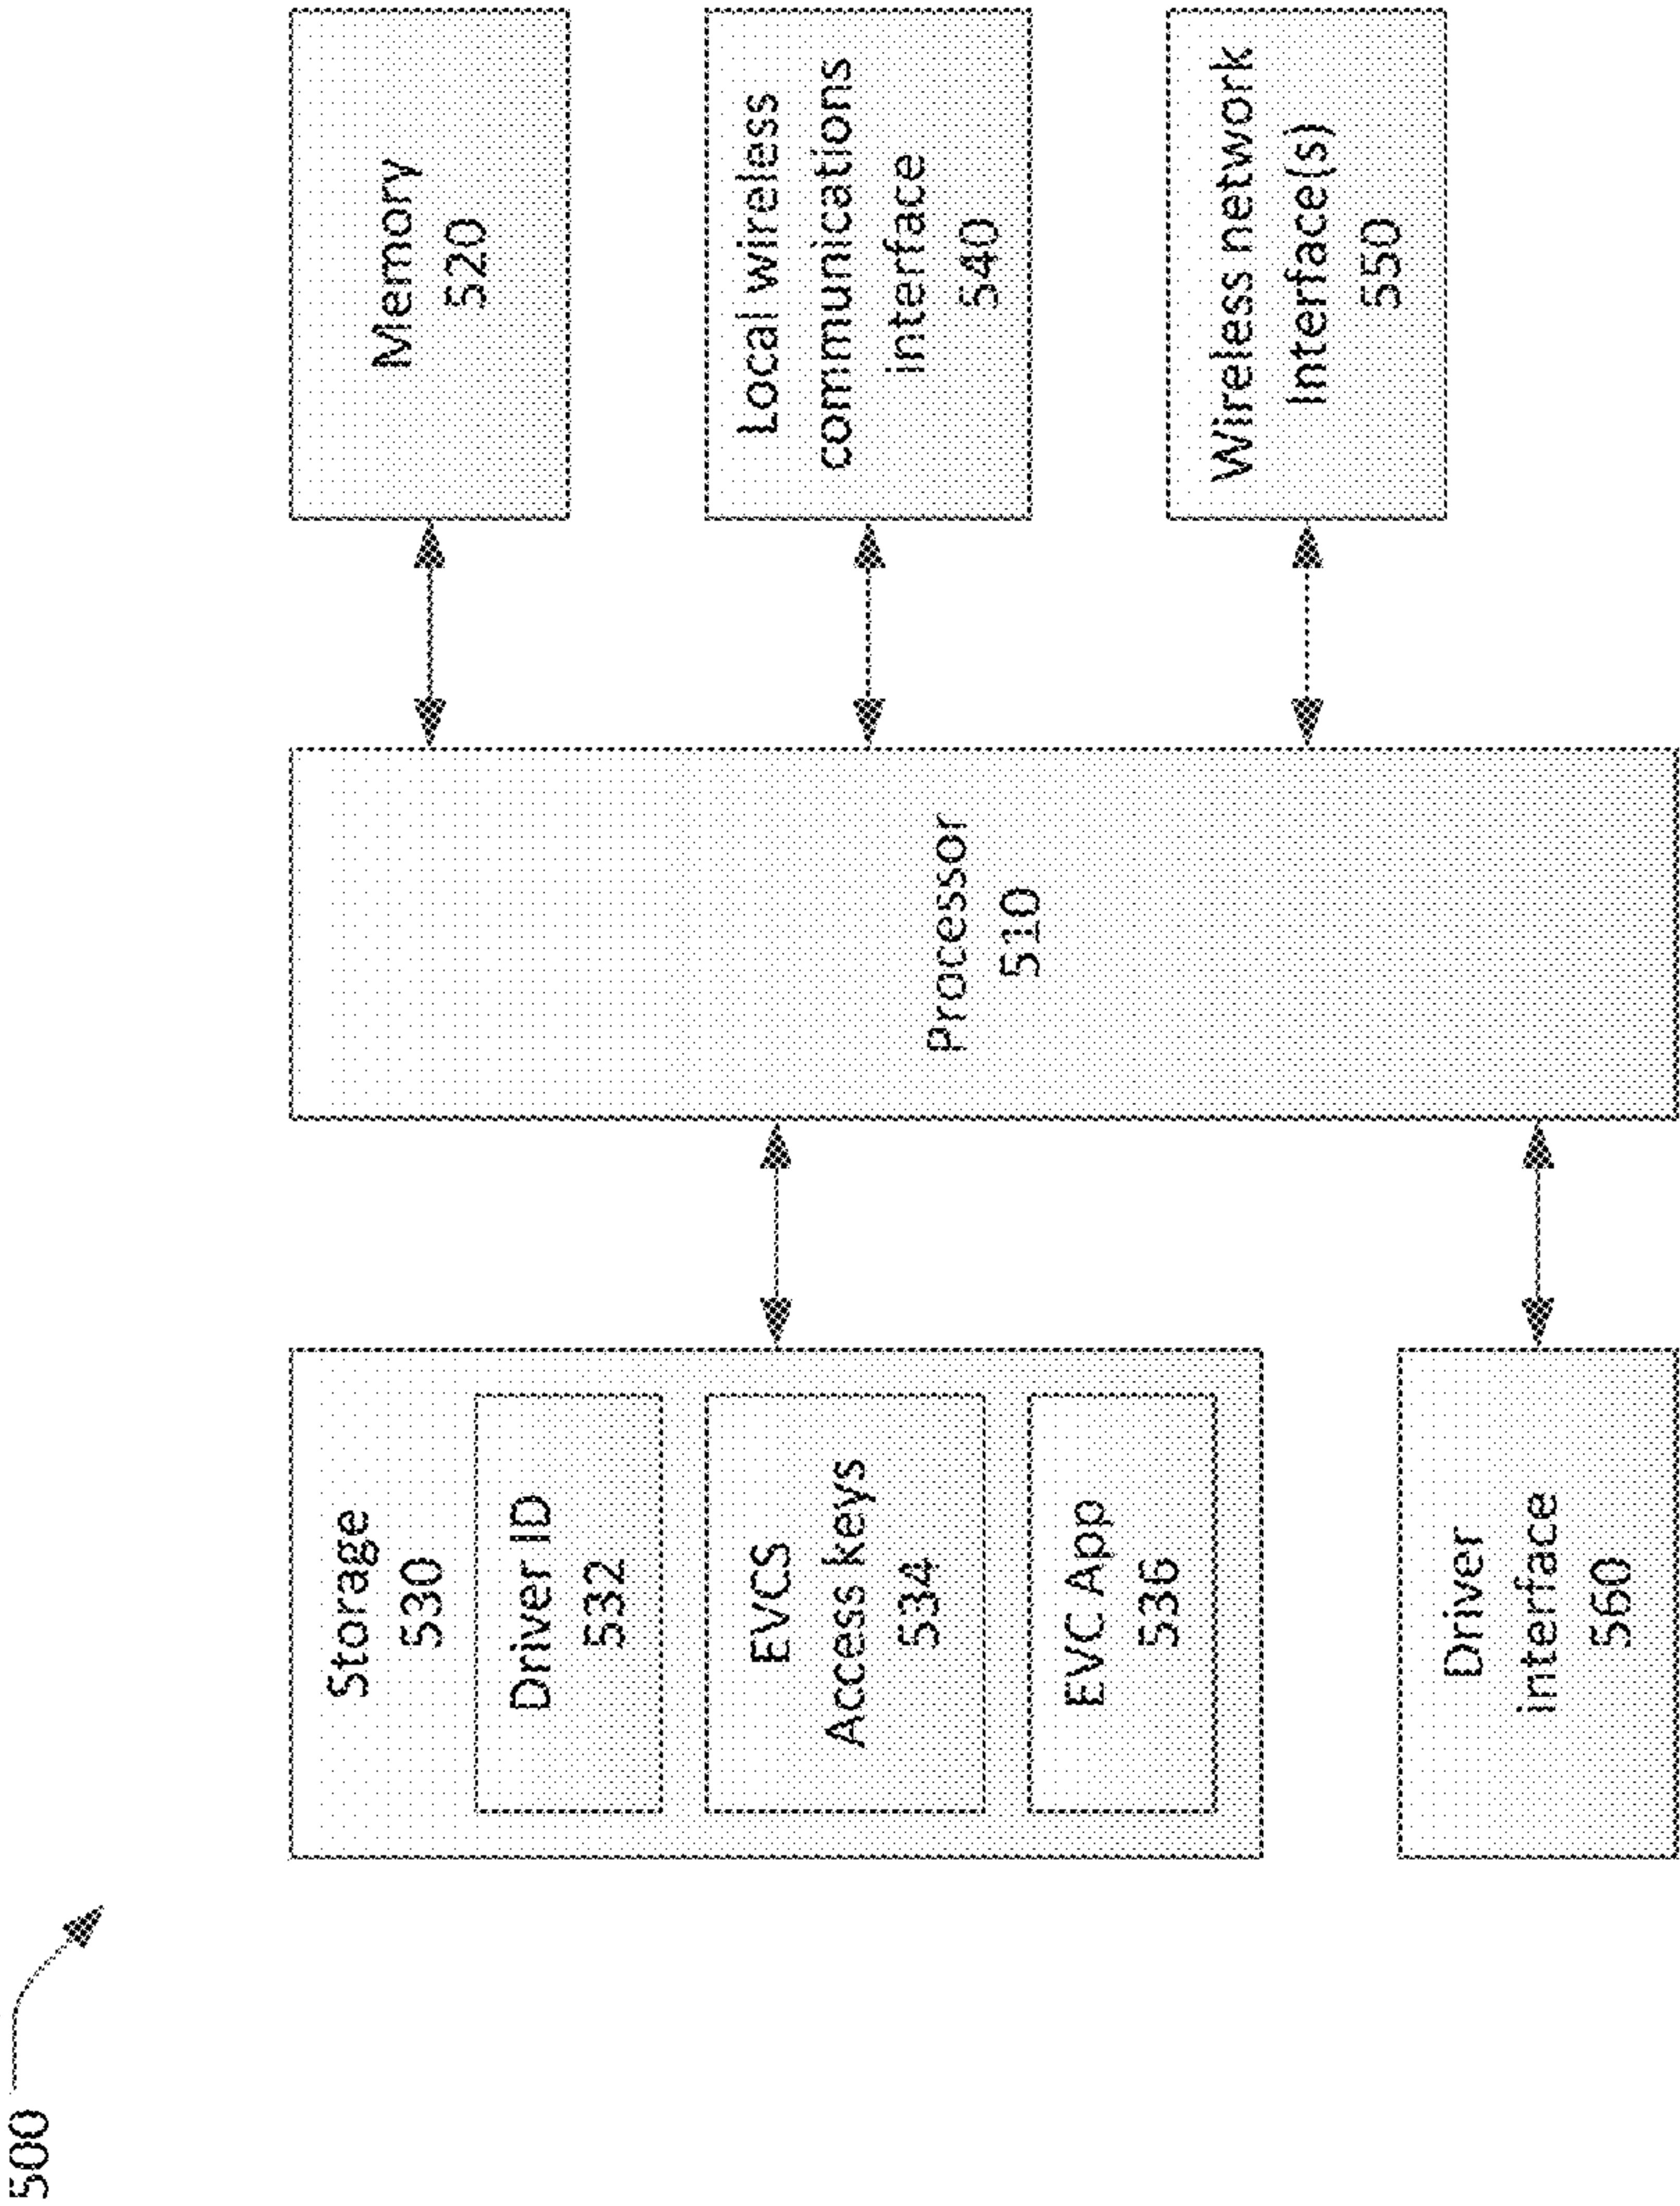 500
Storage
530
Driver ID
532
EVCS
Access keys
534
EVC App
536
Driver
interface
560
Processor
510
Memory
520
Local wireless
communications
interface
540
Wireless network
Interface(s)
550